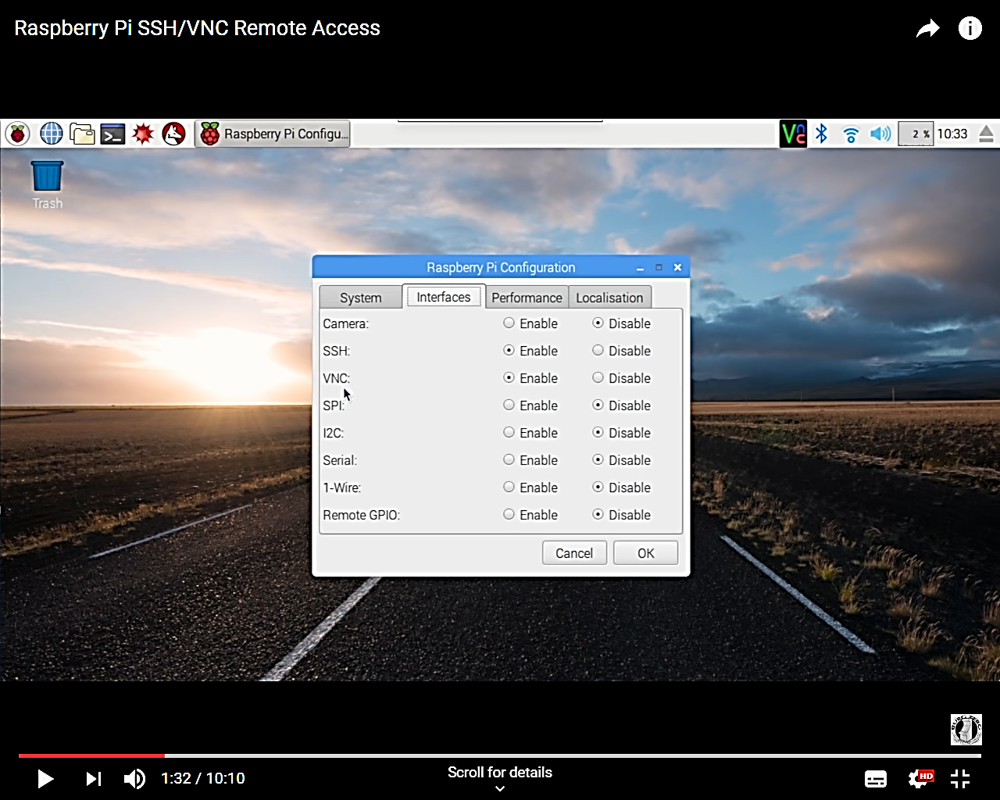 Raspberry Pi SSH/VNC Remote Access
Raspberry Pi Configu... 2 % 10:33
Trash
Raspberry Pi Configuration
System Interfaces Performance Localisation
Camera: Enable Disable
SSH: Enable Disable
VNC: Enable Disable
SPI: Enable Disable
I2C: Enable Disable
Serial: Enable Disable
1-Wire: Enable Disable
Remote GPIO: Enable Disable
Cancel OK
1:32 / 10:10 Scroll for details HD